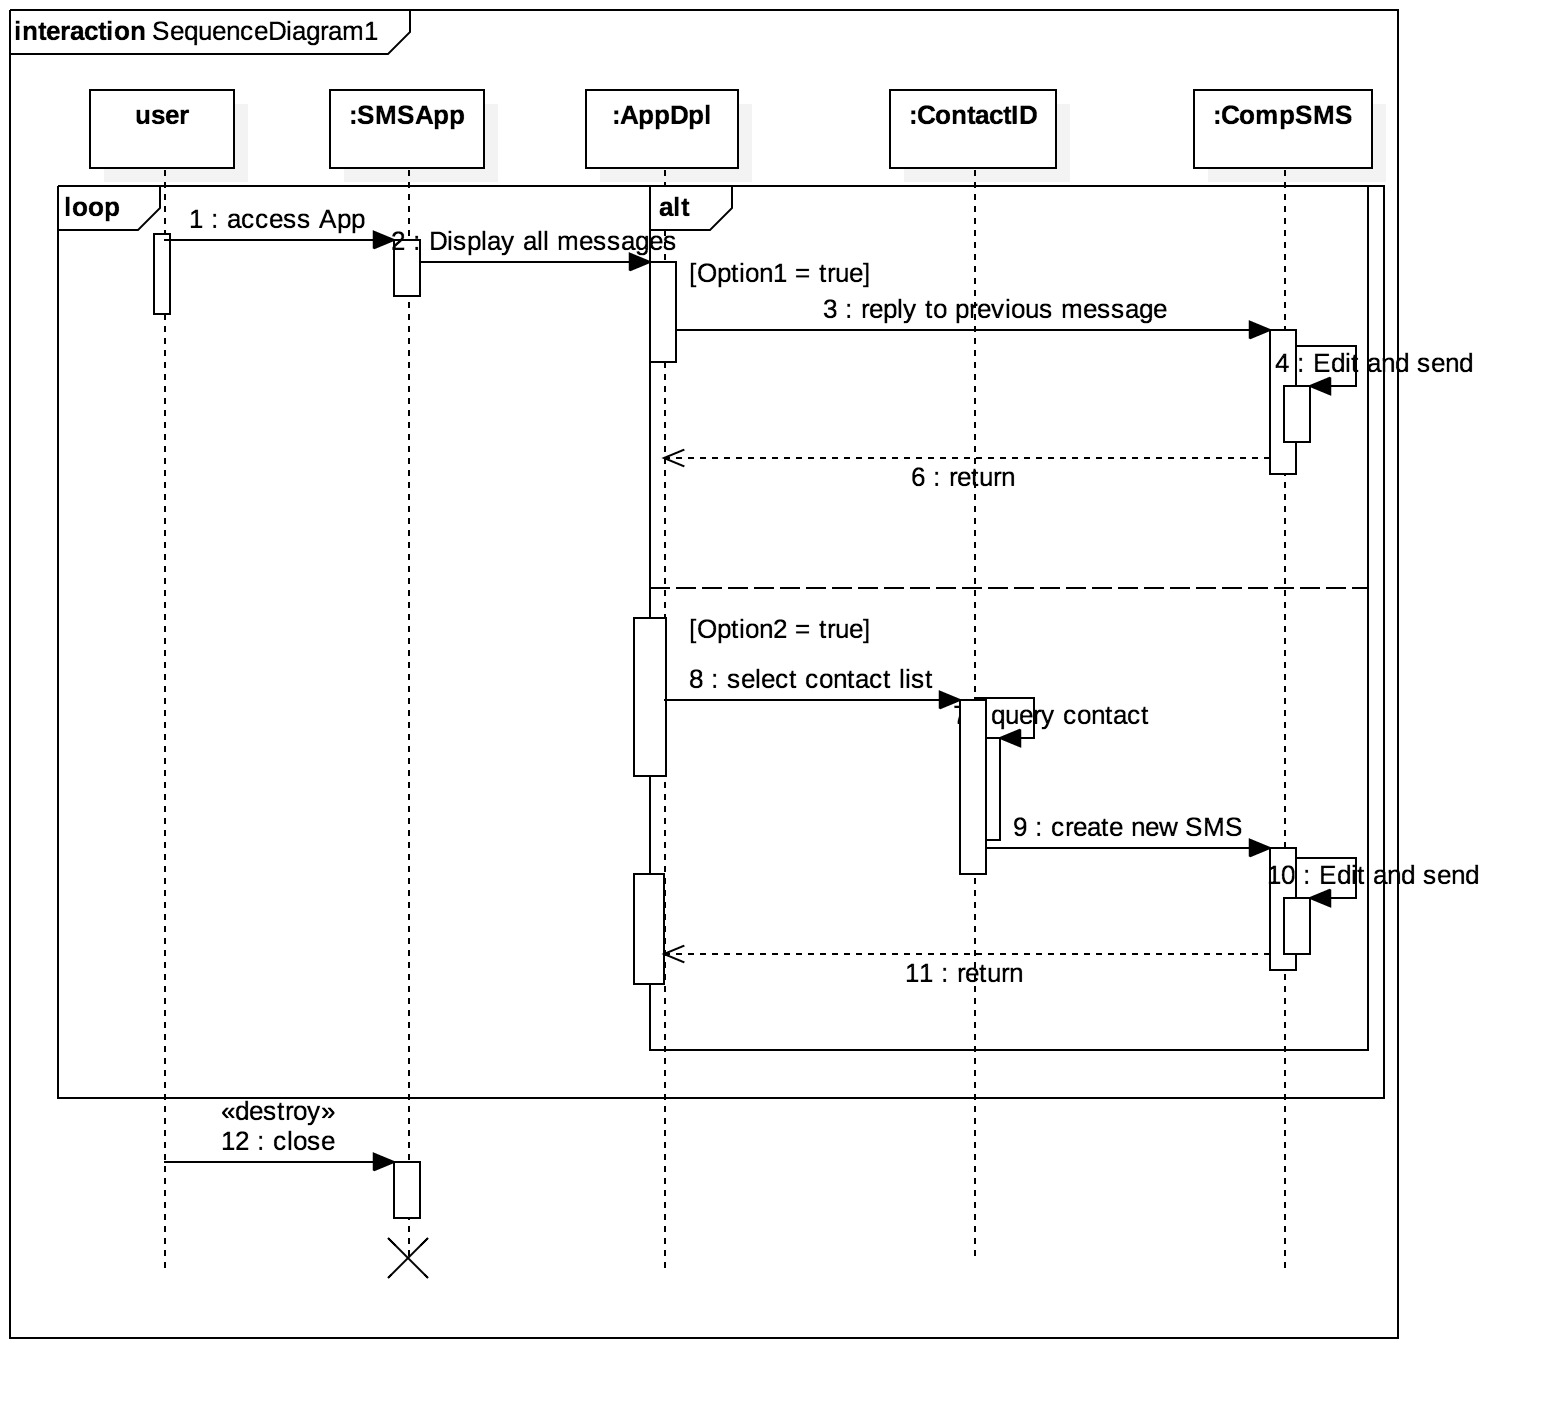 interaction SequenceDiagram1
user
:SMSApp
:AppDpl
:ContactID
:CompSMS
loop
alt
1 : access App
2 : Display all messages
[Option1 = true]
3 : reply to previous message
4 : Edit and send
6 : return
[Option2 = true]
8 : select contact list
query contact
9 : create new SMS
10 : Edit and send
11 : return
«destroy»
12 : close